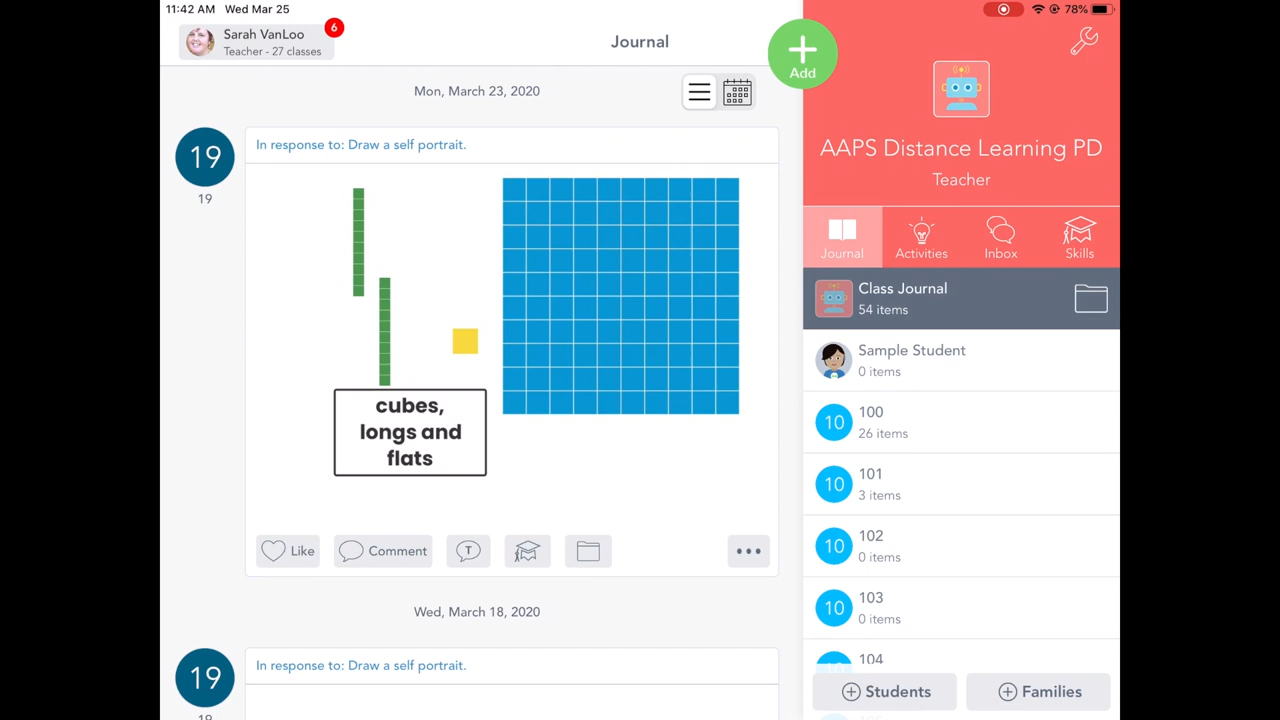 11:42 AM Wed Mar 25
78%
Sarah VanLoo
Teacher - 27 classes
6
Journal
Add
Mon, March 23, 2020
19
19
In response to: Draw a self portrait.
cubes,
longs and
flats
Like
Comment
T
Wed, March 18, 2020
19
In response to: Draw a self portrait.
AAPS Distance Learning PD
Teacher
Journal
Activities
Inbox
Skills
Class Journal
54 items
Sample Student
0 items
10
100
26 items
10
101
3 items
10
102
0 items
10
103
0 items
104
Students
Families